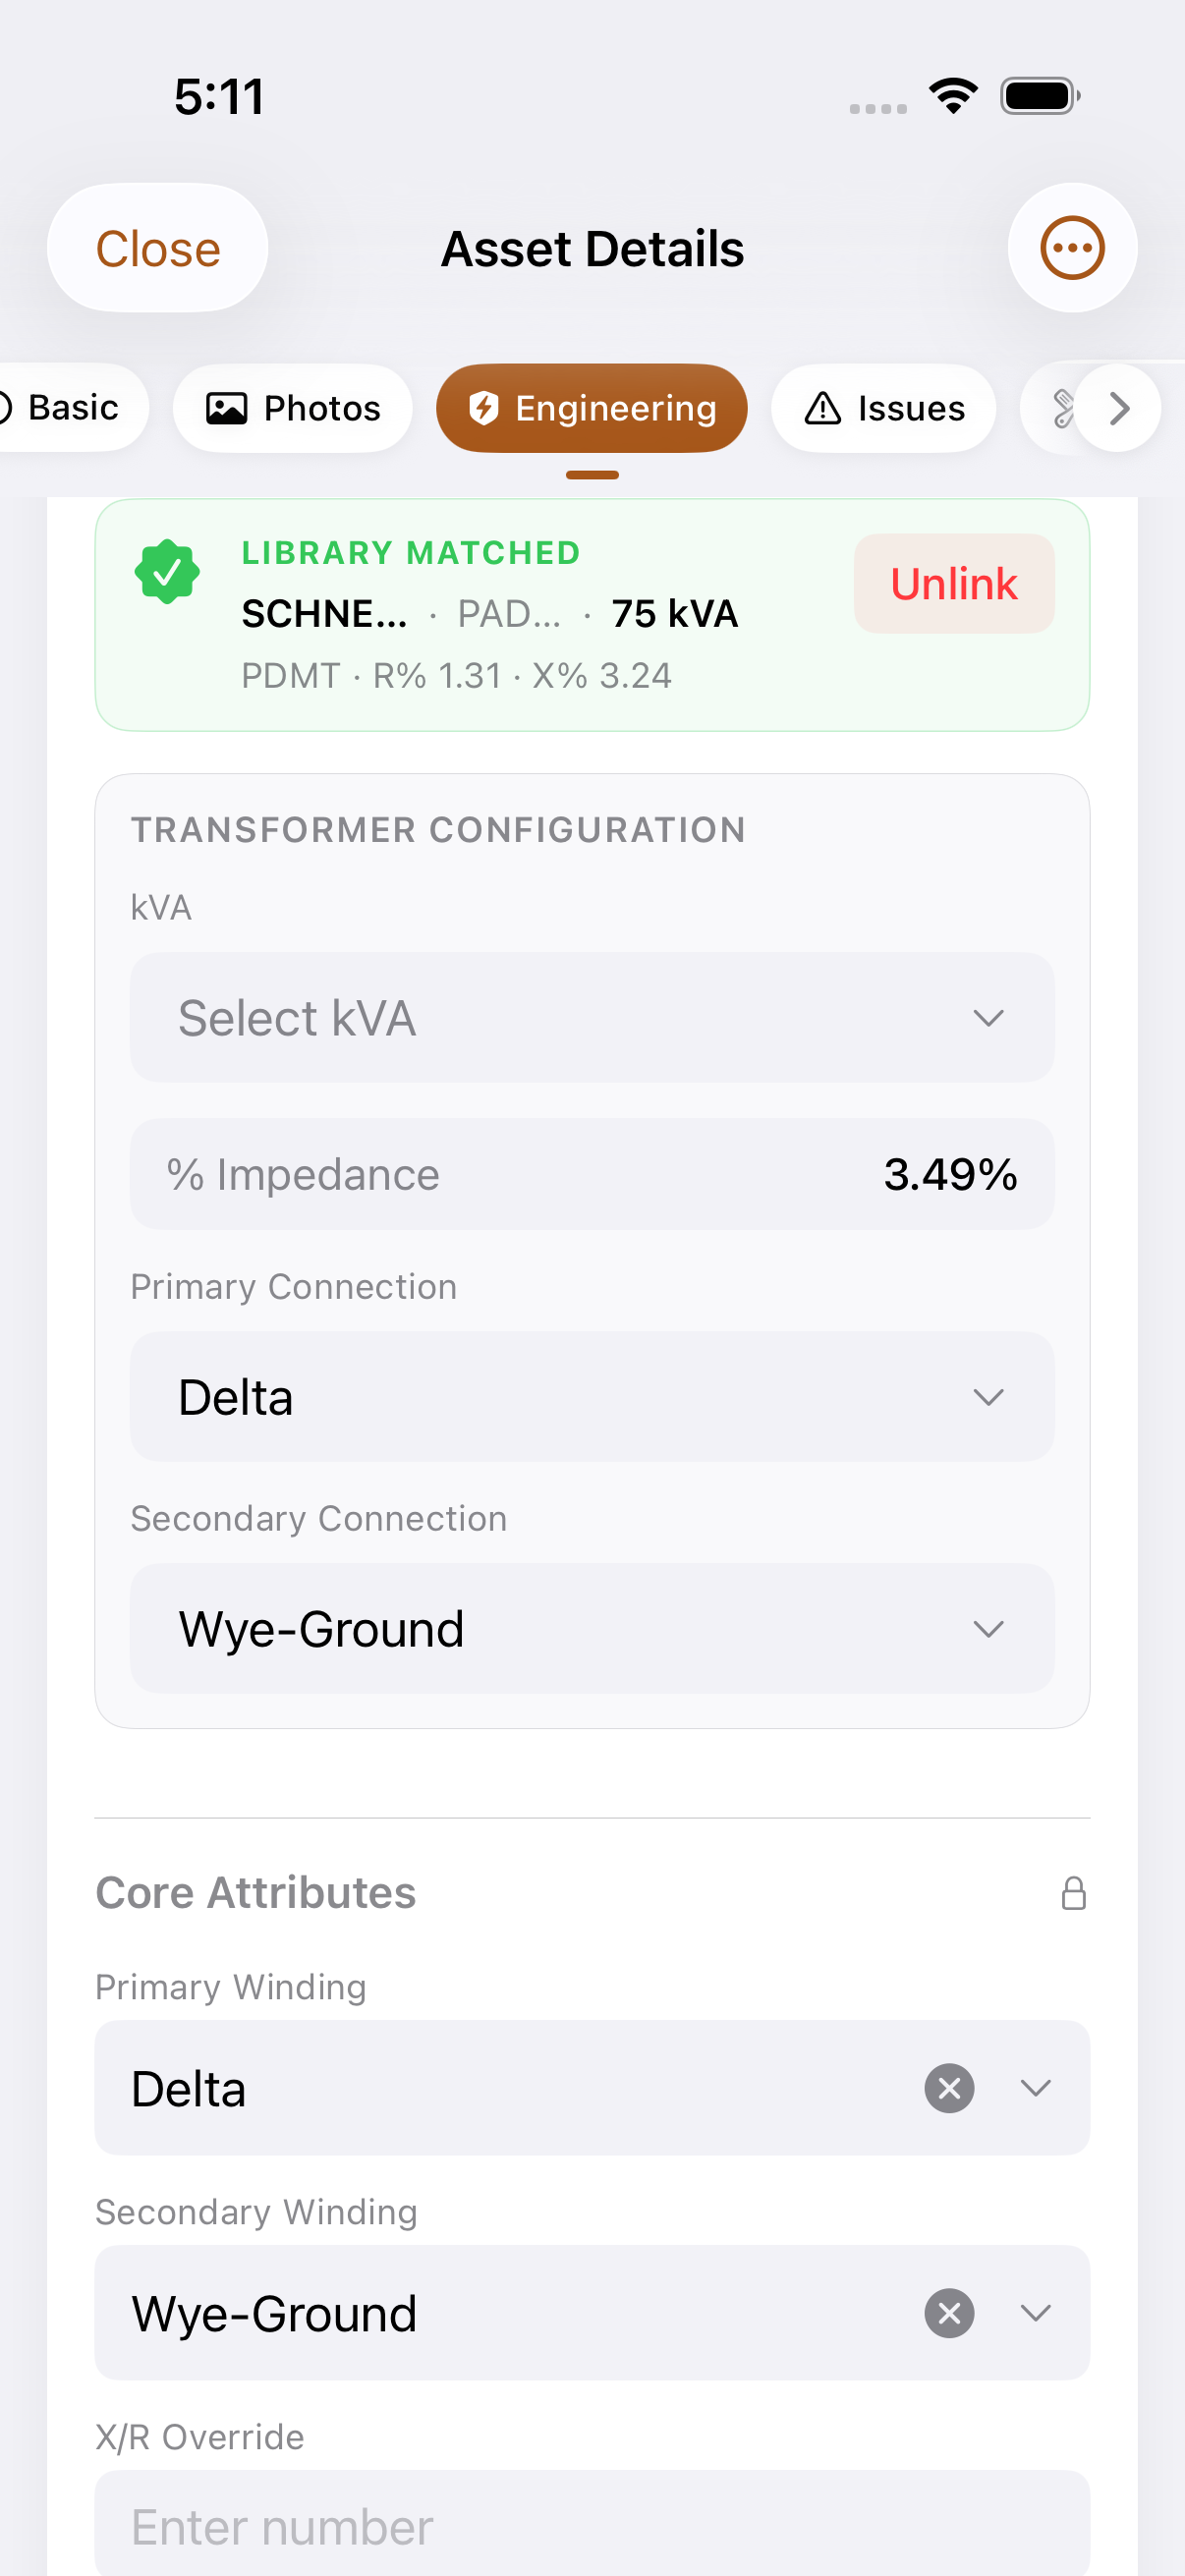 5:11
Close
Asset Details
Basic
Photos
Engineering
Issues
LIBRARY MATCHED
SCHNE... · PAD... · 75 kVA
Unlink
PDMT · R% 1.31 · X% 3.24
TRANSFORMER CONFIGURATION
kVA
Select kVA
% Impedance
3.49%
Primary Connection
Delta
Secondary Connection
Wye-Ground
Core Attributes
Primary Winding
Delta
Secondary Winding
Wye-Ground
X/R Override
Enter number